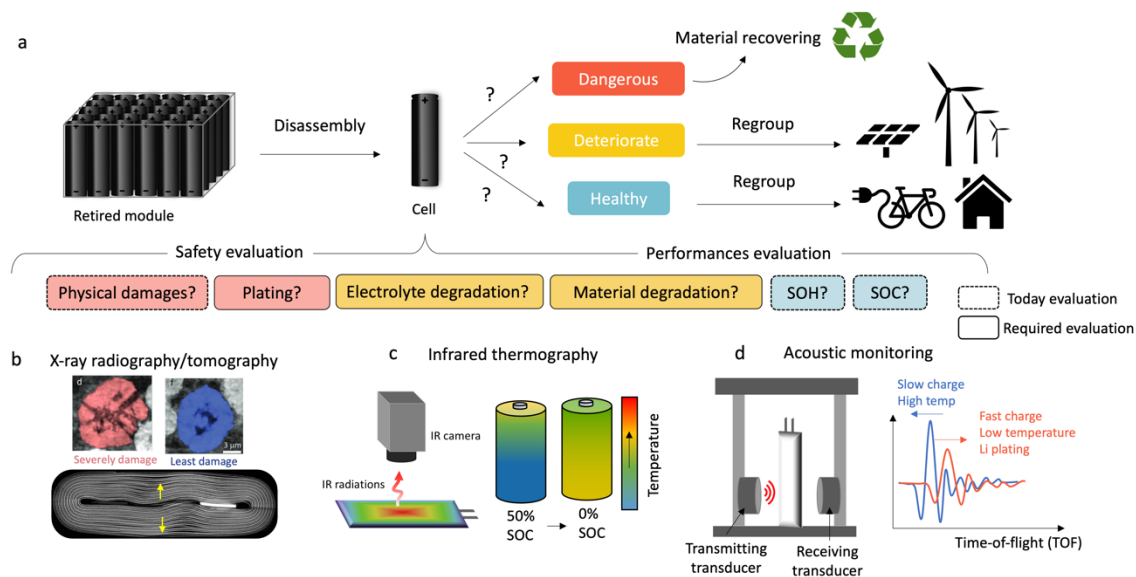 a
Material recovering
Dangerous
?
Disassembly
Deteriorate
Regroup
?
Healthy
Regroup
?
Retired module
Cell
Safety evaluation
Performances evaluation
Physical damages?
Plating?
Electrolyte degradation?
Material degradation?
SOH?
SOC?
Today evaluation
Required evaluation
b
X-ray radiography/tomography
d
f
3 μm
Severely damage
Least damage
c
Infrared thermography
IR camera
IR radiations
50%
SOC
0%
SOC
Temperature
d
Acoustic monitoring
Transmitting
transducer
Receiving
transducer
Slow charge
High temp
Fast charge
Low temperature
Li plating
Time-of-flight (TOF)